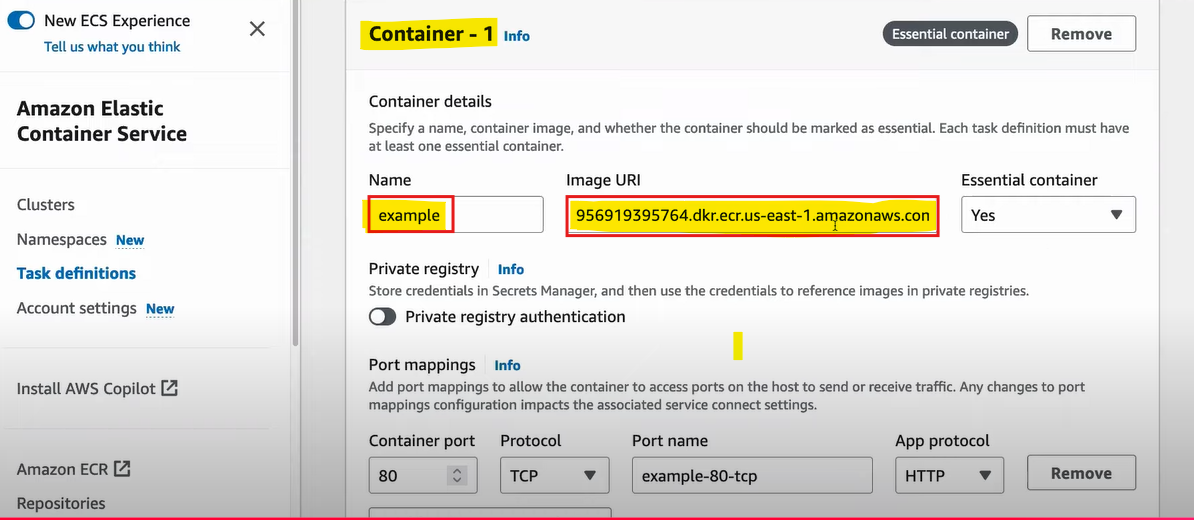 New ECS Experience
Tell us what you think
Amazon Elastic
Container Service
Clusters
Namespaces New
Task definitions
Account settings New
Install AWS Copilot
Amazon ECR
Repositories
Container - 1 Info
Essential container
Remove
Container details
Specify a name, container image, and whether the container should be marked as essential. Each task definition must have
at least one essential container.
Name
Image URI
Essential container
example
956919395764.dkr.ecr.us-east-1.amazonaws.con
Yes
Private registry Info
Store credentials in Secrets Manager, and then use the credentials to reference images in private registries.
Private registry authentication
Port mappings Info
Add port mappings to allow the container to access ports on the host to send or receive traffic. Any changes to port
mappings configuration impacts the associated service connect settings.
Container port
Protocol
Port name
App protocol
80
TCP
example-80-tcp
HTTP
Remove